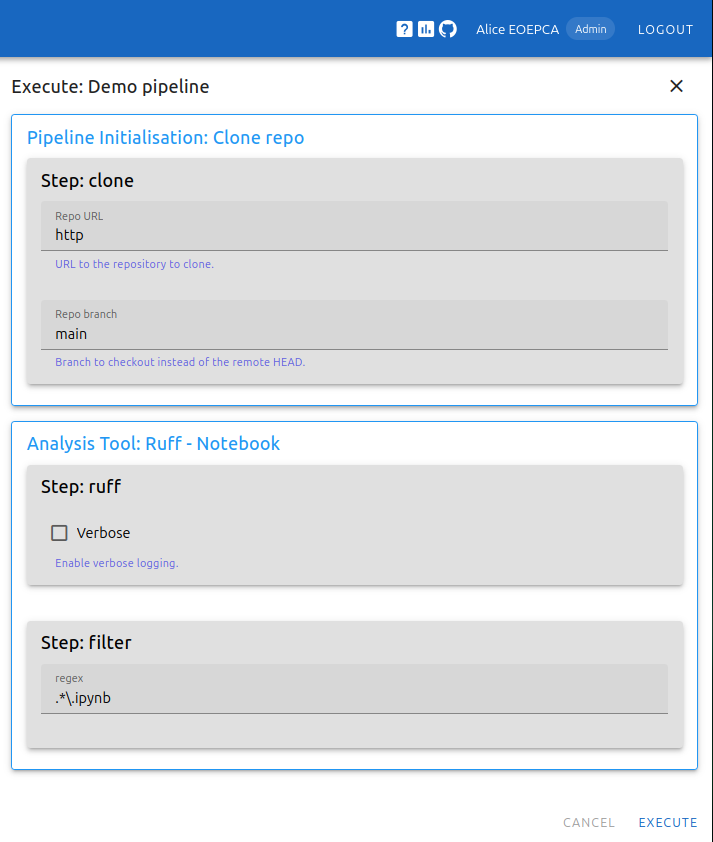 Alice EOEPCA Admin LOGOUT
Execute: Demo pipeline
Pipeline Initialisation: Clone repo
Step: clone
Repo URL
http
URL to the repository to clone.
Repo branch
main
Branch to checkout instead of the remote HEAD.
Analysis Tool: Ruff - Notebook
Step: ruff
Verbose
Enable verbose logging.
Step: filter
regex
.*\.ipynb
CANCEL EXECUTE